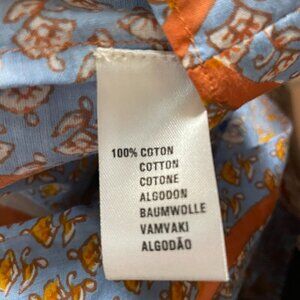 100% COTON
COTTON
COTONE
ALGODON
BAUMWOLLE
VAMVAKI
ALGODÃO